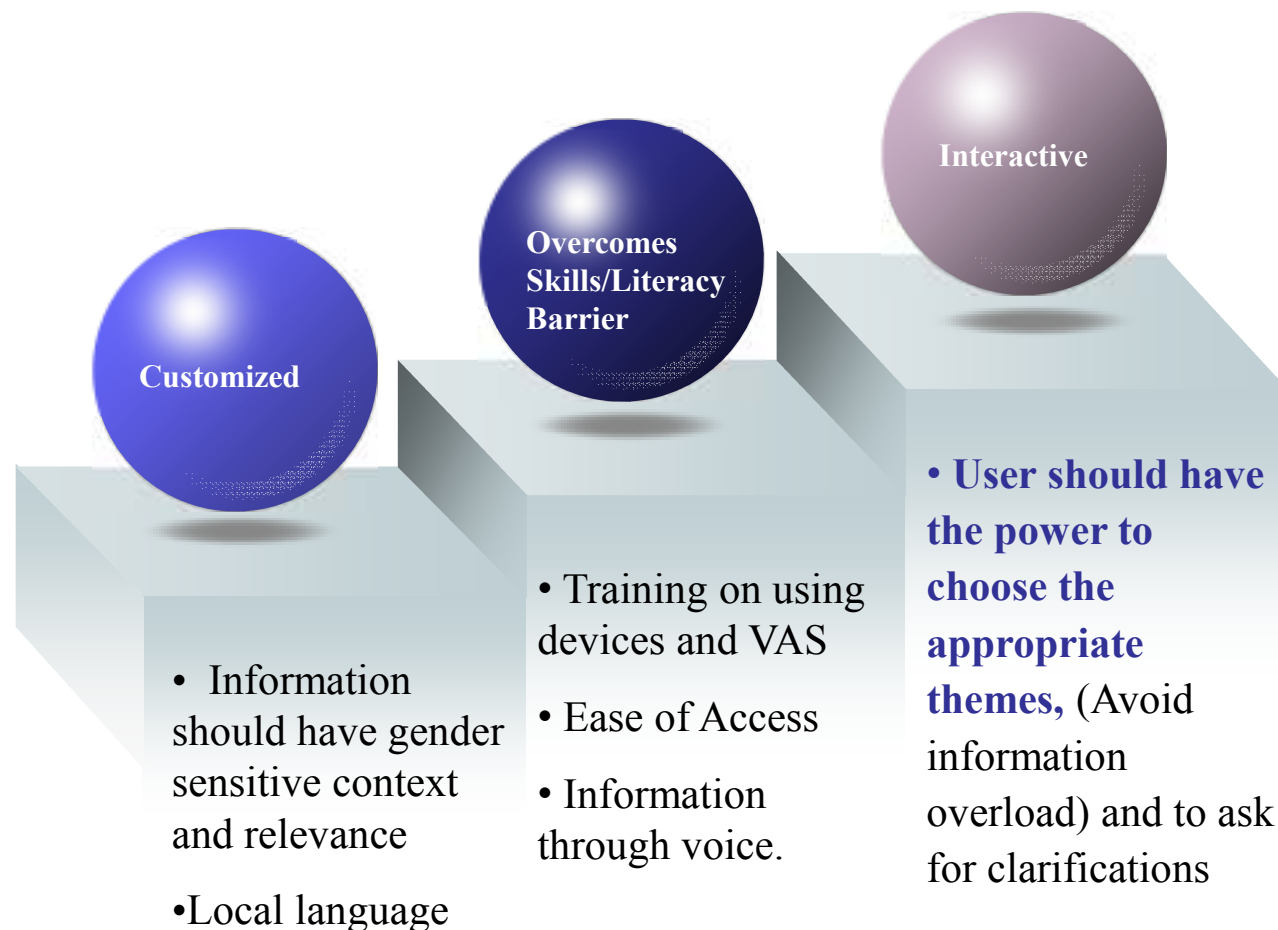 Customized
• Information
should have gender
sensitive context
and relevance
•Local language
Overcomes
Skills/Literacy
Barrier
• Training on using
devices and VAS
• Ease of Access
• Information
through voice.
Interactive
• User should have
the power to
choose the
appropriate
themes, (Avoid
information
overload) and to ask
for clarifications